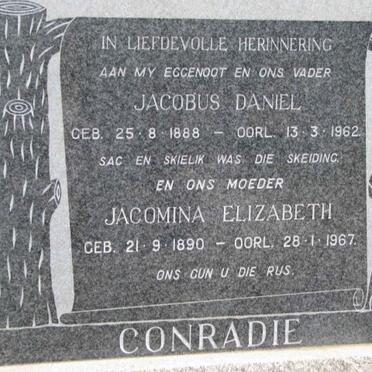 IN LIEFDEVOLLE HERINNERING
AAN MY EGGENOOT EN ONS VADER
JACOBUS DANIEL
GEB. 25-8-1888 - OORL. 13-3-1962.
SAG EN SKIELIK WAS DIE SKEIDING.
EN ONS MOEDER
JACOMINA ELIZABETH
GEB. 21-9-1890 - OORL. 28-1-1967.
ONS GUN U DIE RUS.
CONRADIE